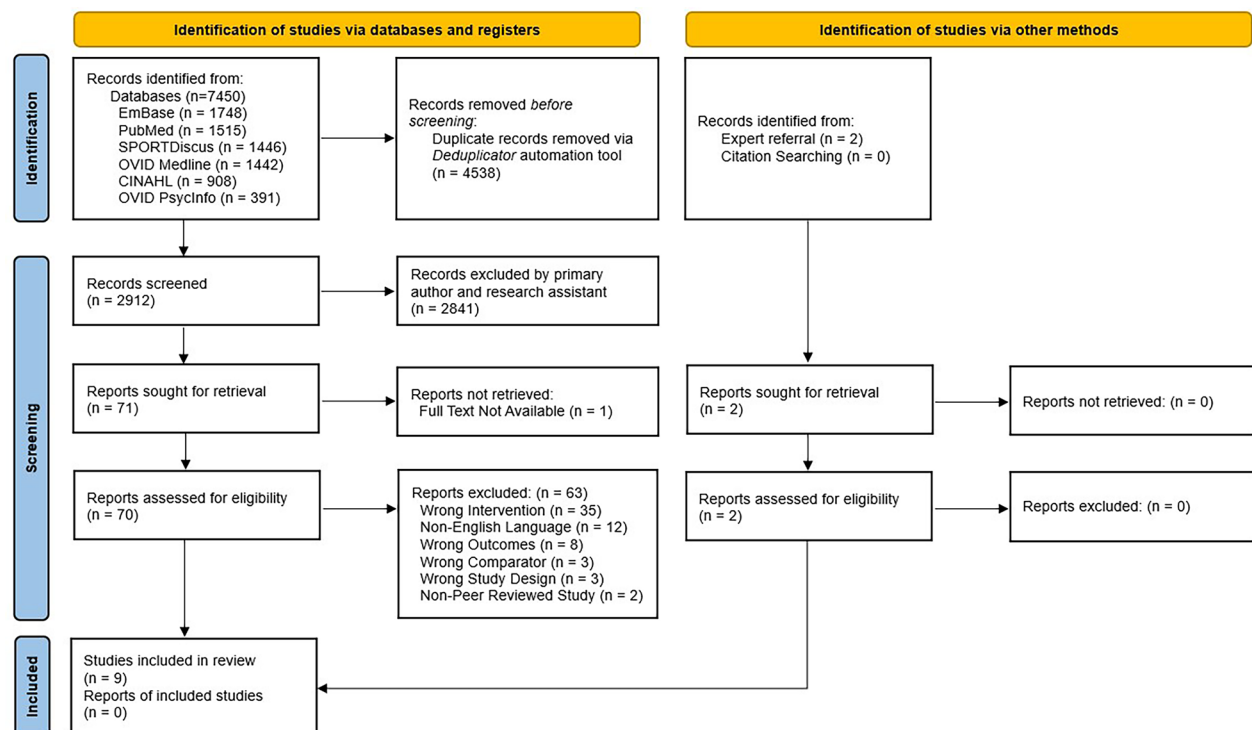 Identification of studies via databases and registers
Identification of studies via other methods
Identification
Records identified from:
Databases (n=7450)
EmBase (n = 1748)
PubMed (n = 1515)
SPORTDiscus (n = 1446)
OVID Medline (n = 1442)
CINAHL (n = 908)
OVID PsycInfo (n = 391)
Records removed before
screening:
Duplicate records removed via
Deduplicator automation tool
(n = 4538)
Records identified from:
Expert referral (n = 2)
Citation Searching (n = 0)
Screening
Records screened
(n = 2912)
Records excluded by primary
author and research assistant
(n = 2841)
Reports sought for retrieval
(n = 71)
Reports not retrieved:
Full Text Not Available (n = 1)
Reports sought for retrieval
(n = 2)
Reports not retrieved: (n = 0)
Reports assessed for eligibility
(n = 70)
Reports excluded: (n = 63)
Wrong Intervention (n = 35)
Non-English Language (n = 12)
Wrong Outcomes (n = 8)
Wrong Comparator (n = 3)
Wrong Study Design (n = 3)
Non-Peer Reviewed Study (n = 2)
Reports assessed for eligibility
(n = 2)
Reports excluded: (n = 0)
Included
Studies included in review
(n = 9)
Reports of included studies
(n = 0)